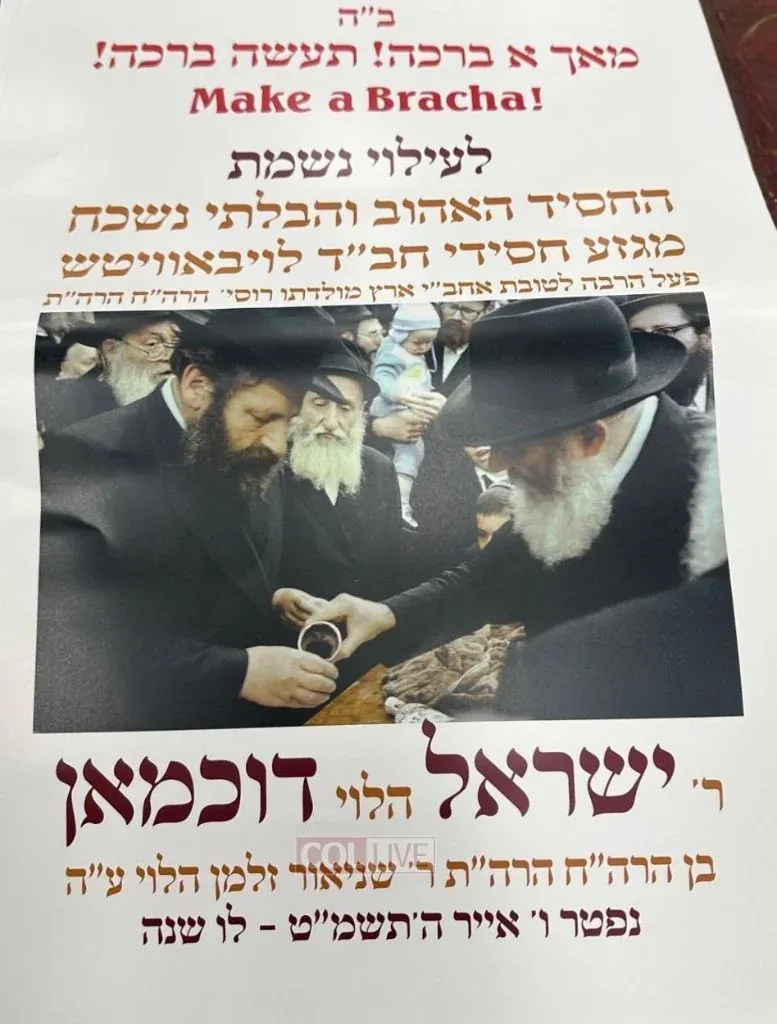 ב"ה
מאך א ברכה! תעשה ברכה!
Make a Bracha!
לעילוי נשמת
החסיד האהוב והבלתי נשכח
מגזע חסידי חב"ד לויבאוויטש
פעל הרבה לטובת אחב"י ארץ מולדתו רוסי' הרה"ח הרה"ת
ר' ישראל הלוי דוכמאן
COLLIVE
בן הרה"ח הרה"ת ר' שניאור זלמן הלוי ע"ה
נפטר ו' אייר ה'תשמ"ט - לו שנה